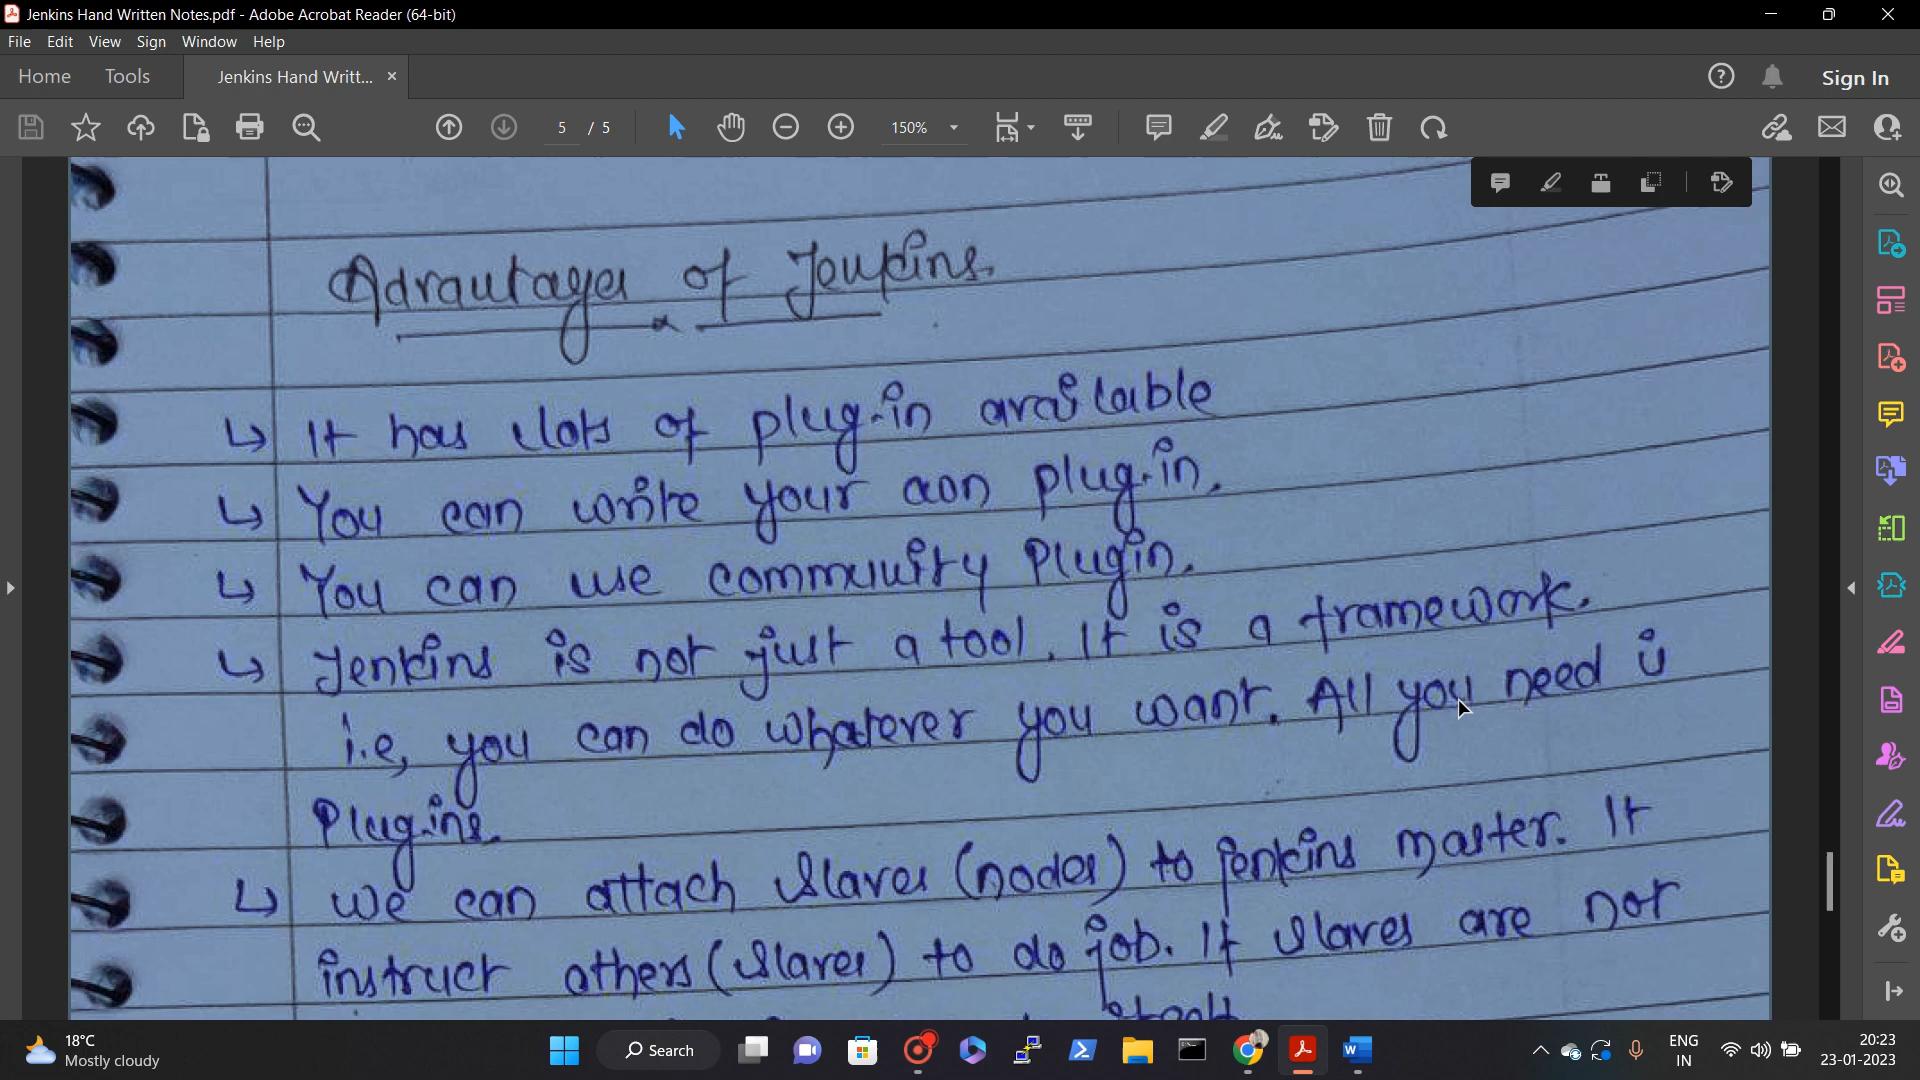 Jenkins Hand Written Notes.pdf - Adobe Acrobat Reader (64-bit)
File Edit View Sign Window Help
Home Tools Jenkins Hand Writt... × Sign In
5 / 5 150%
Advantages of Jenkins.
↳ It has lots of plug-in available
↳ You can write your aon plug-in.
↳ You can use community Plugin.
↳ Jenkins is not just a tool. It is a framework.
i.e, you can do whatever you want. All you need is
Plug-ins.
↳ we can attach Slaves (nodes) to jenkins master. It
instruct others (Slaves) to do job. If Slaves are not
18°C
Mostly cloudy
Search
ENG
IN
20:23
23-01-2023